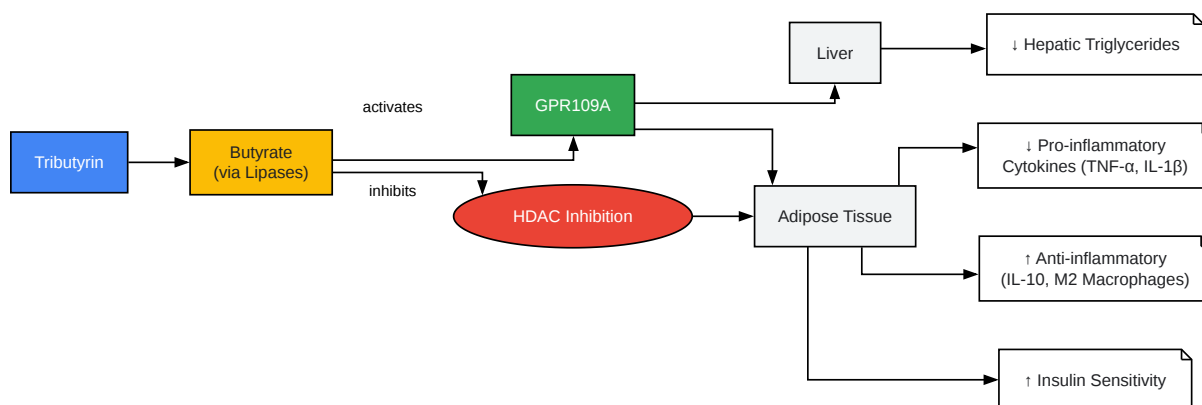 Tributyrin
Butyrate
(via Lipases)
activates
inhibits
GPR109A
HDAC Inhibition
Liver
Adipose Tissue
↓ Hepatic Triglycerides
↓ Pro-inflammatory
Cytokines (TNF-α, IL-1β)
↑ Anti-inflammatory
(IL-10, M2 Macrophages)
↑ Insulin Sensitivity